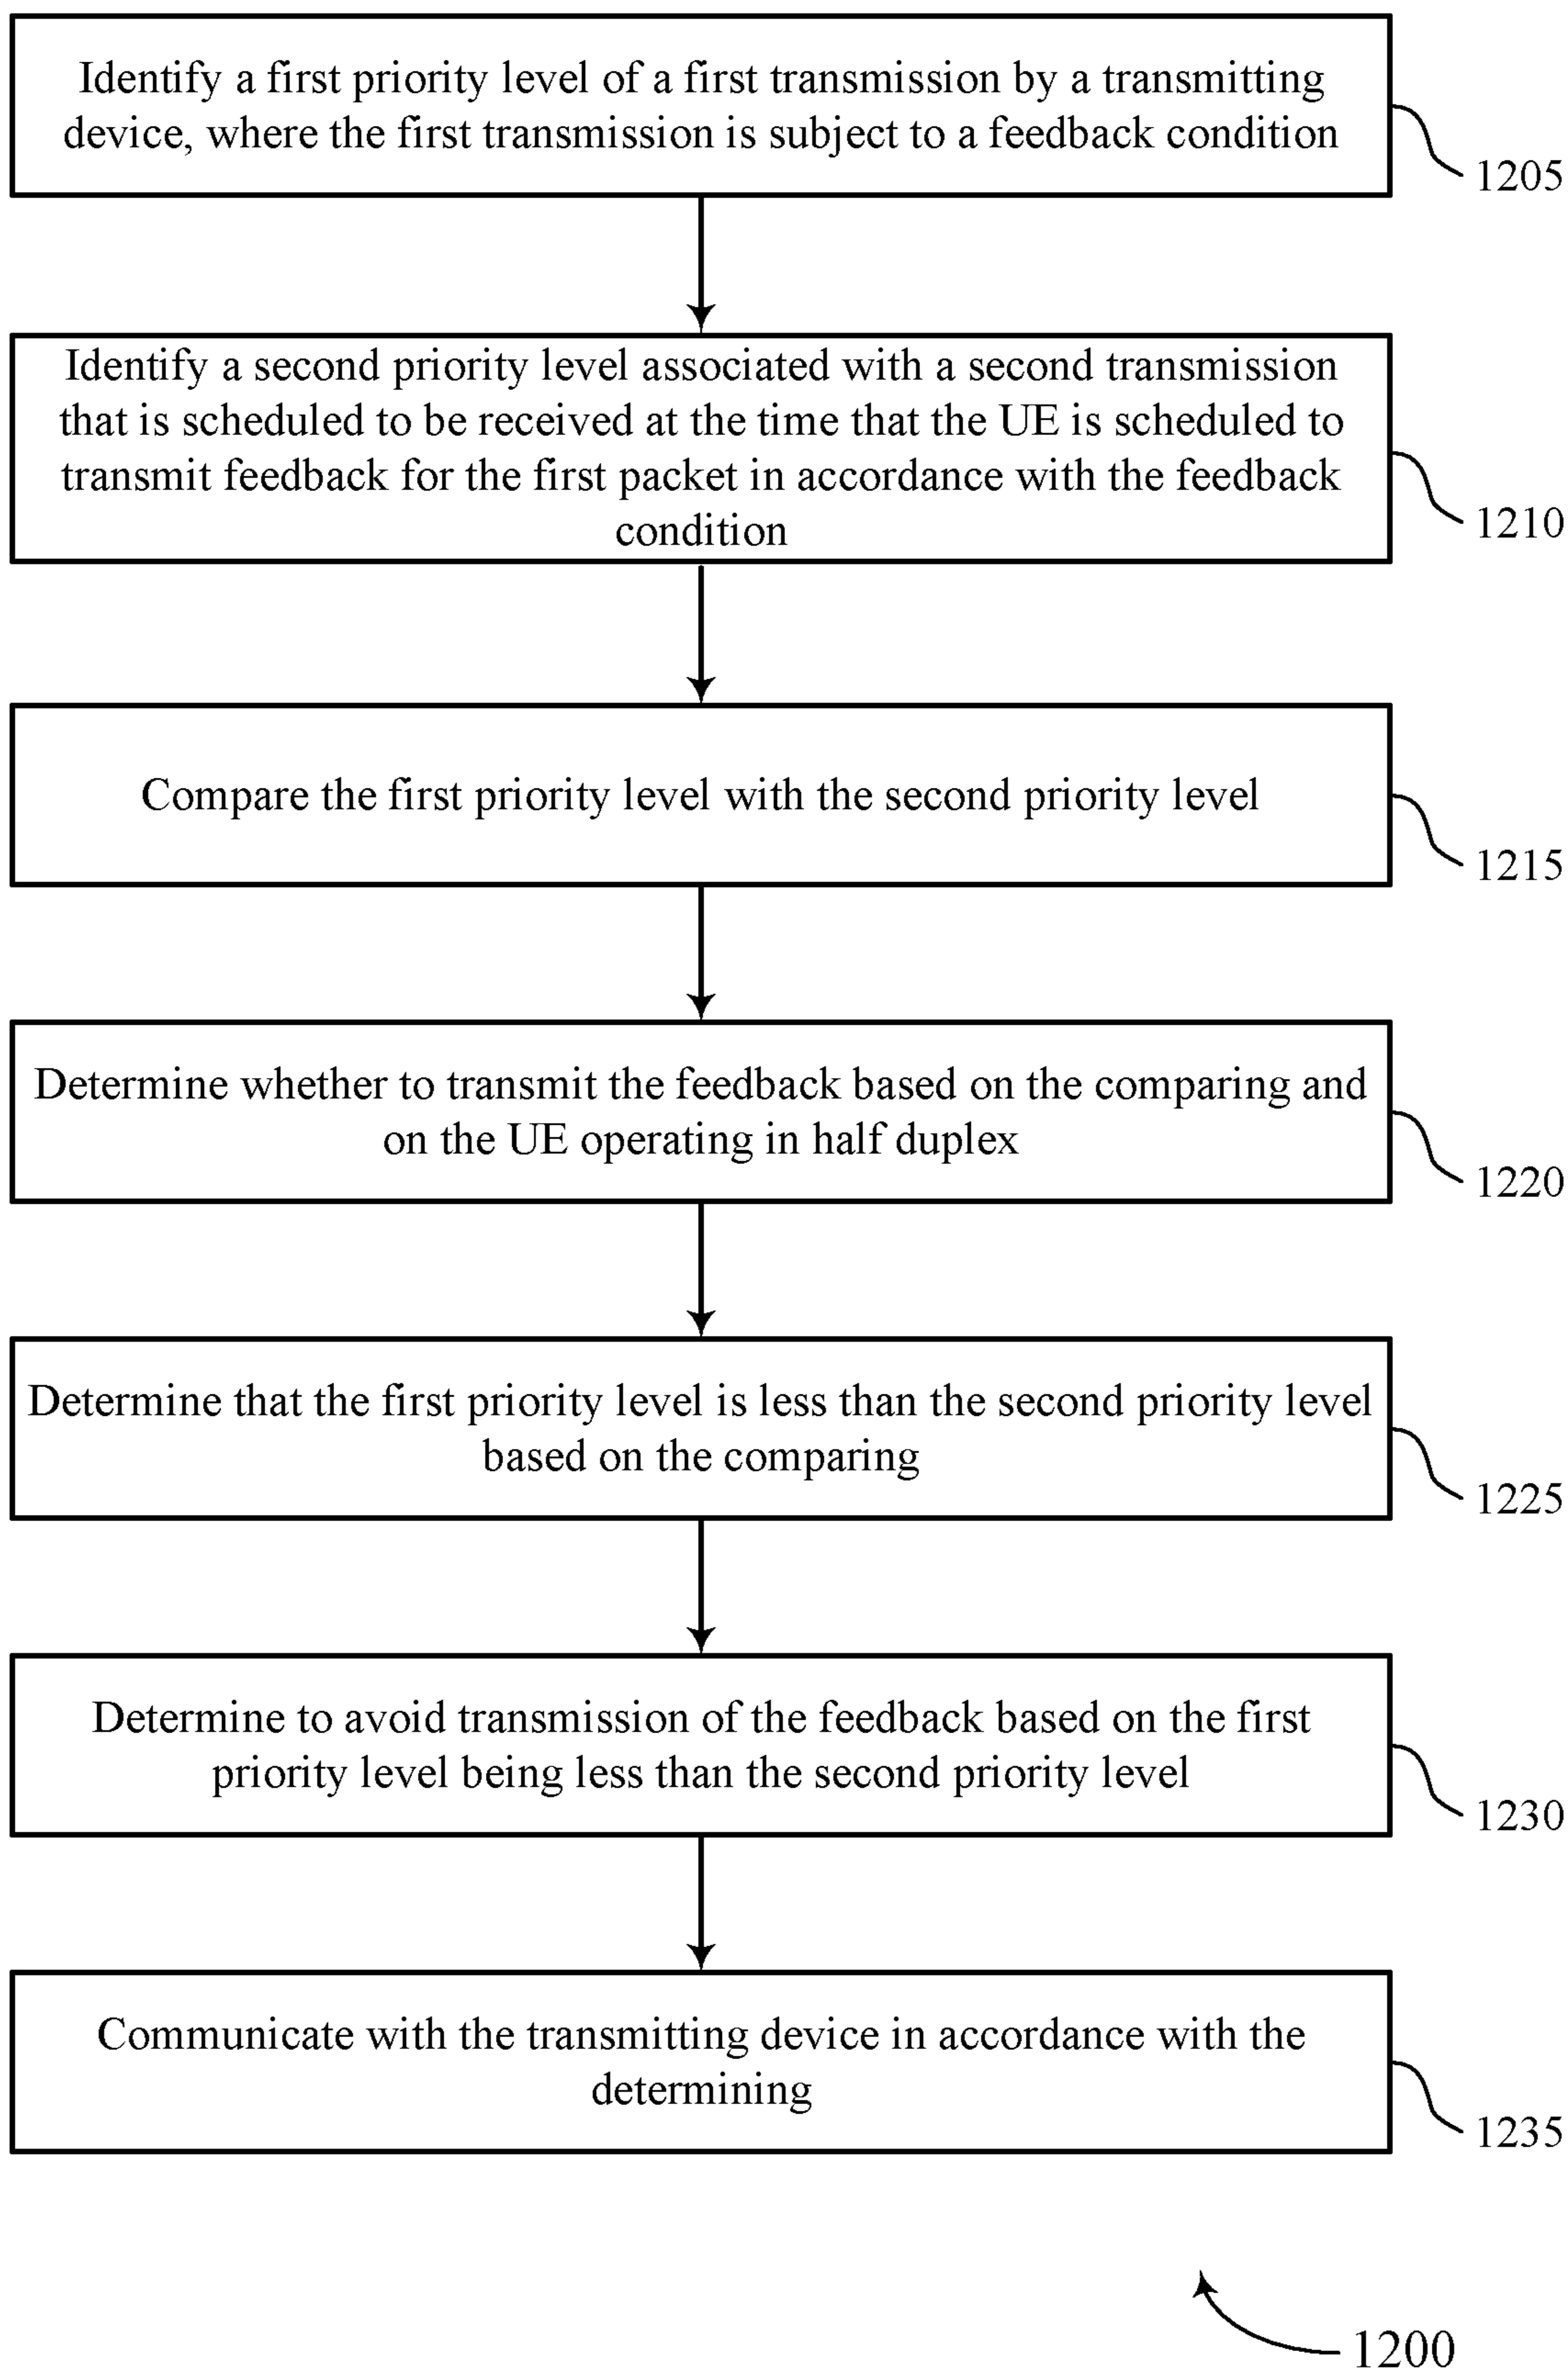 Identify a first priority level of a first transmission by a transmitting
device, where the first transmission is subject to a feedback condition
1205
Identify a second priority level associated with a second transmission
that is scheduled to be received at the time that the UE is scheduled to
transmit feedback for the first packet in accordance with the feedback
condition
1210
Compare the first priority level with the second priority level
1215
Determine whether to transmit the feedback based on the comparing and
on the UE operating in half duplex
1220
Determine that the first priority level is less than the second priority level
based on the comparing
1225
Determine to avoid transmission of the feedback based on the first
priority level being less than the second priority level
1230
Communicate with the transmitting device in accordance with the
determining
1235
1200